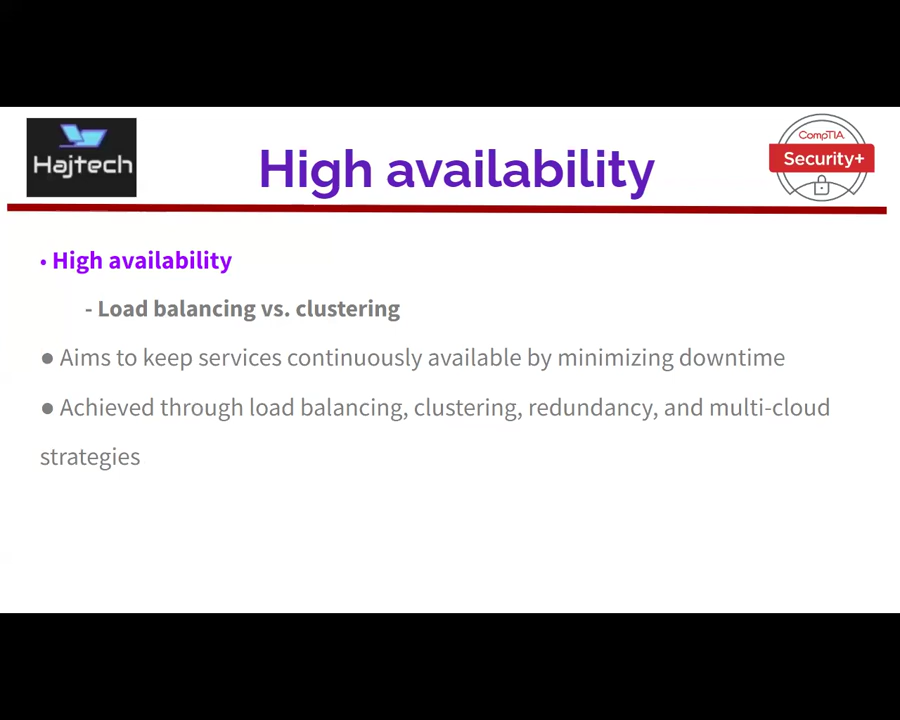 Hajtech
High availability
CompTIA
Security+
• High availability
- Load balancing vs. clustering
● Aims to keep services continuously available by minimizing downtime
● Achieved through load balancing, clustering, redundancy, and multi-cloud
strategies